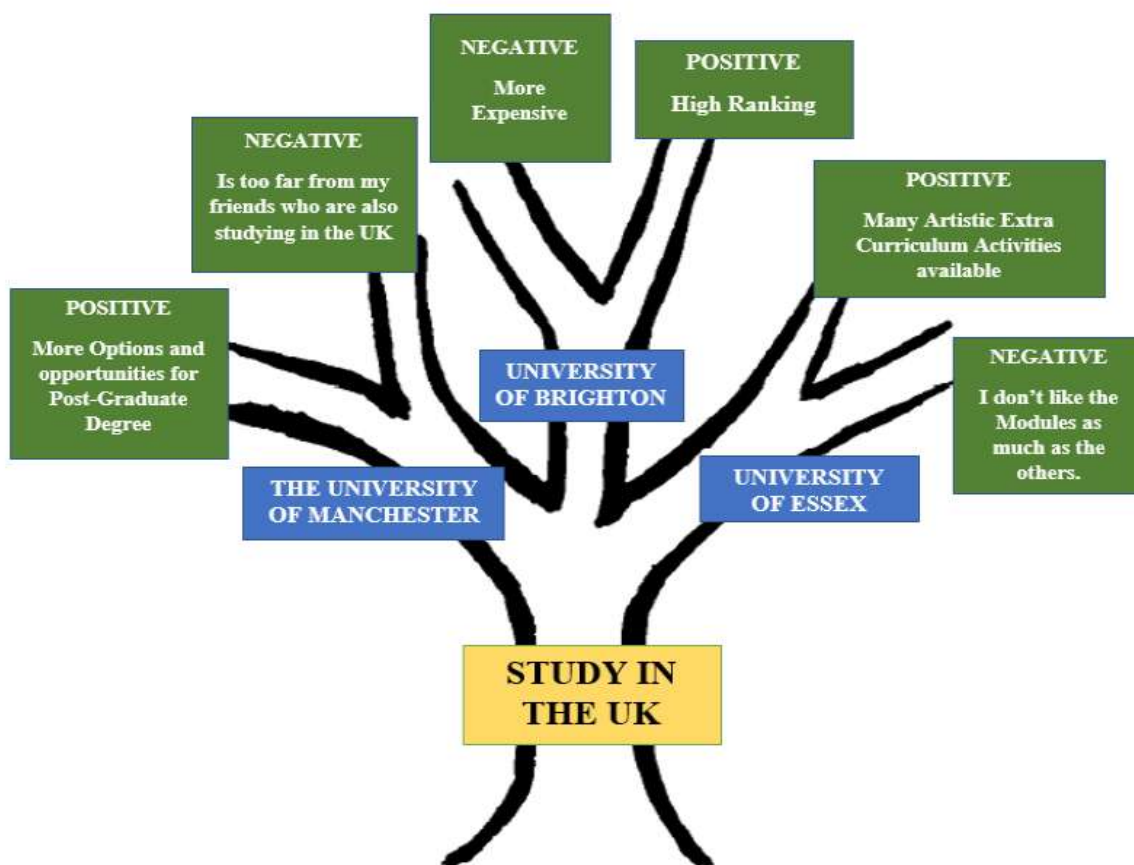 NEGATIVE
More
Expensive
POSITIVE
High Ranking
NEGATIVE
Is too far from my
friends who are also
studying in the UK
POSITIVE
Many Artistic Extra
Curriculum Activities
available
POSITIVE
More Options and
opportunities for
Post-Graduate
Degree
UNIVERSITY
OF BRIGHTON
NEGATIVE
I don’t like the
Modules as
much as the
others.
THE UNIVERSITY
OF MANCHESTER
UNIVERSITY
OF ESSEX
STUDY IN
THE UK